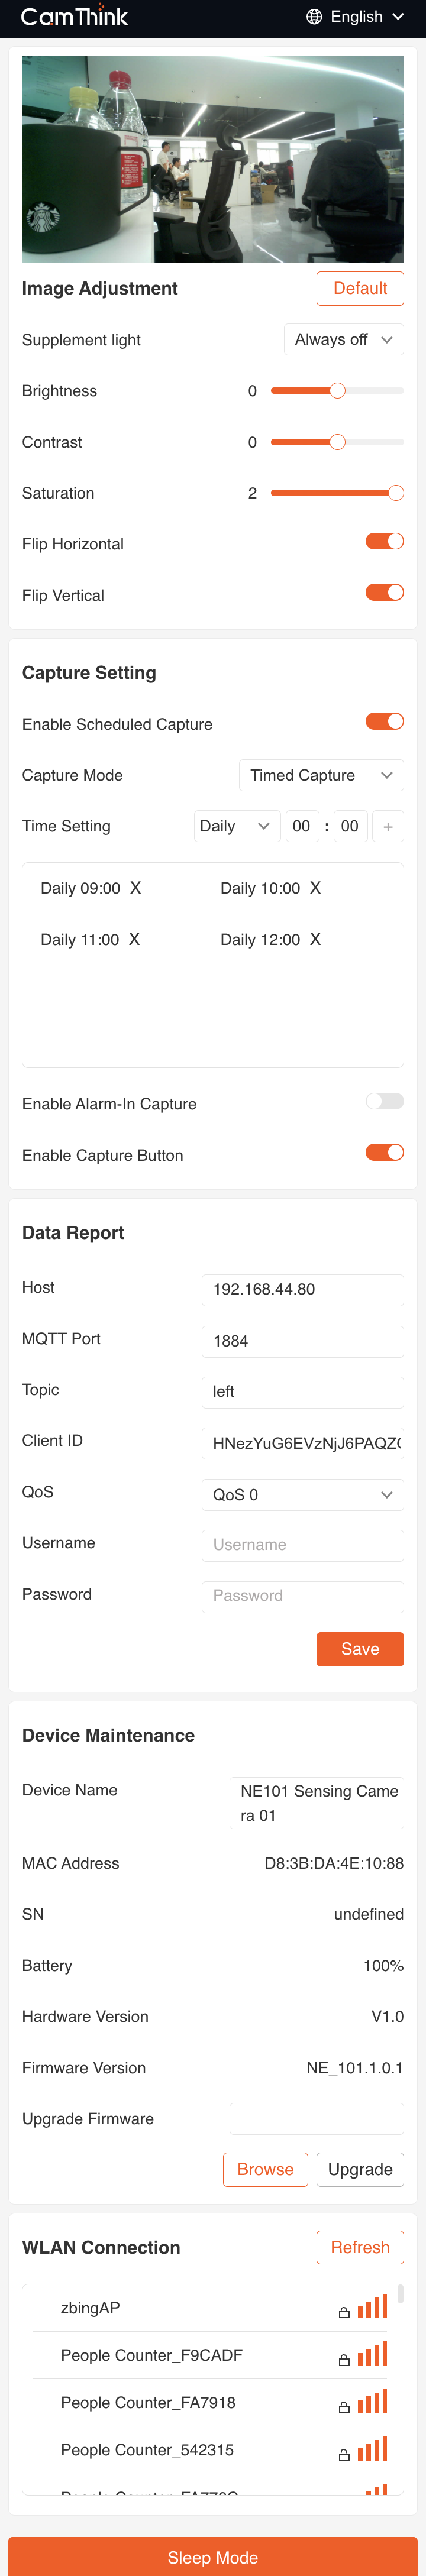 CamThink English
Image Adjustment Default
Supplement light Always off
Brightness 0
Contrast 0
Saturation 2
Flip Horizontal
Flip Vertical
Capture Setting
Enable Scheduled Capture
Capture Mode Timed Capture
Time Setting Daily 00 : 00 +
Daily 09:00 X Daily 10:00 X
Daily 11:00 X Daily 12:00 X
Enable Alarm-In Capture
Enable Capture Button
Data Report
Host 192.168.44.80
MQTT Port 1884
Topic left
Client ID HNezYuG6EVzNjJ6PAQZ
QoS QoS 0
Username Username
Password Password
Save
Device Maintenance
Device Name NE101 Sensing Came
ra 01
MAC Address D8:3B:DA:4E:10:88
SN undefined
Battery 100%
Hardware Version V1.0
Firmware Version NE_101.1.0.1
Upgrade Firmware
Browse Upgrade
WLAN Connection Refresh
zbingAP
People Counter_F9CADF
People Counter_FA7918
People Counter_542315
Sleep Mode